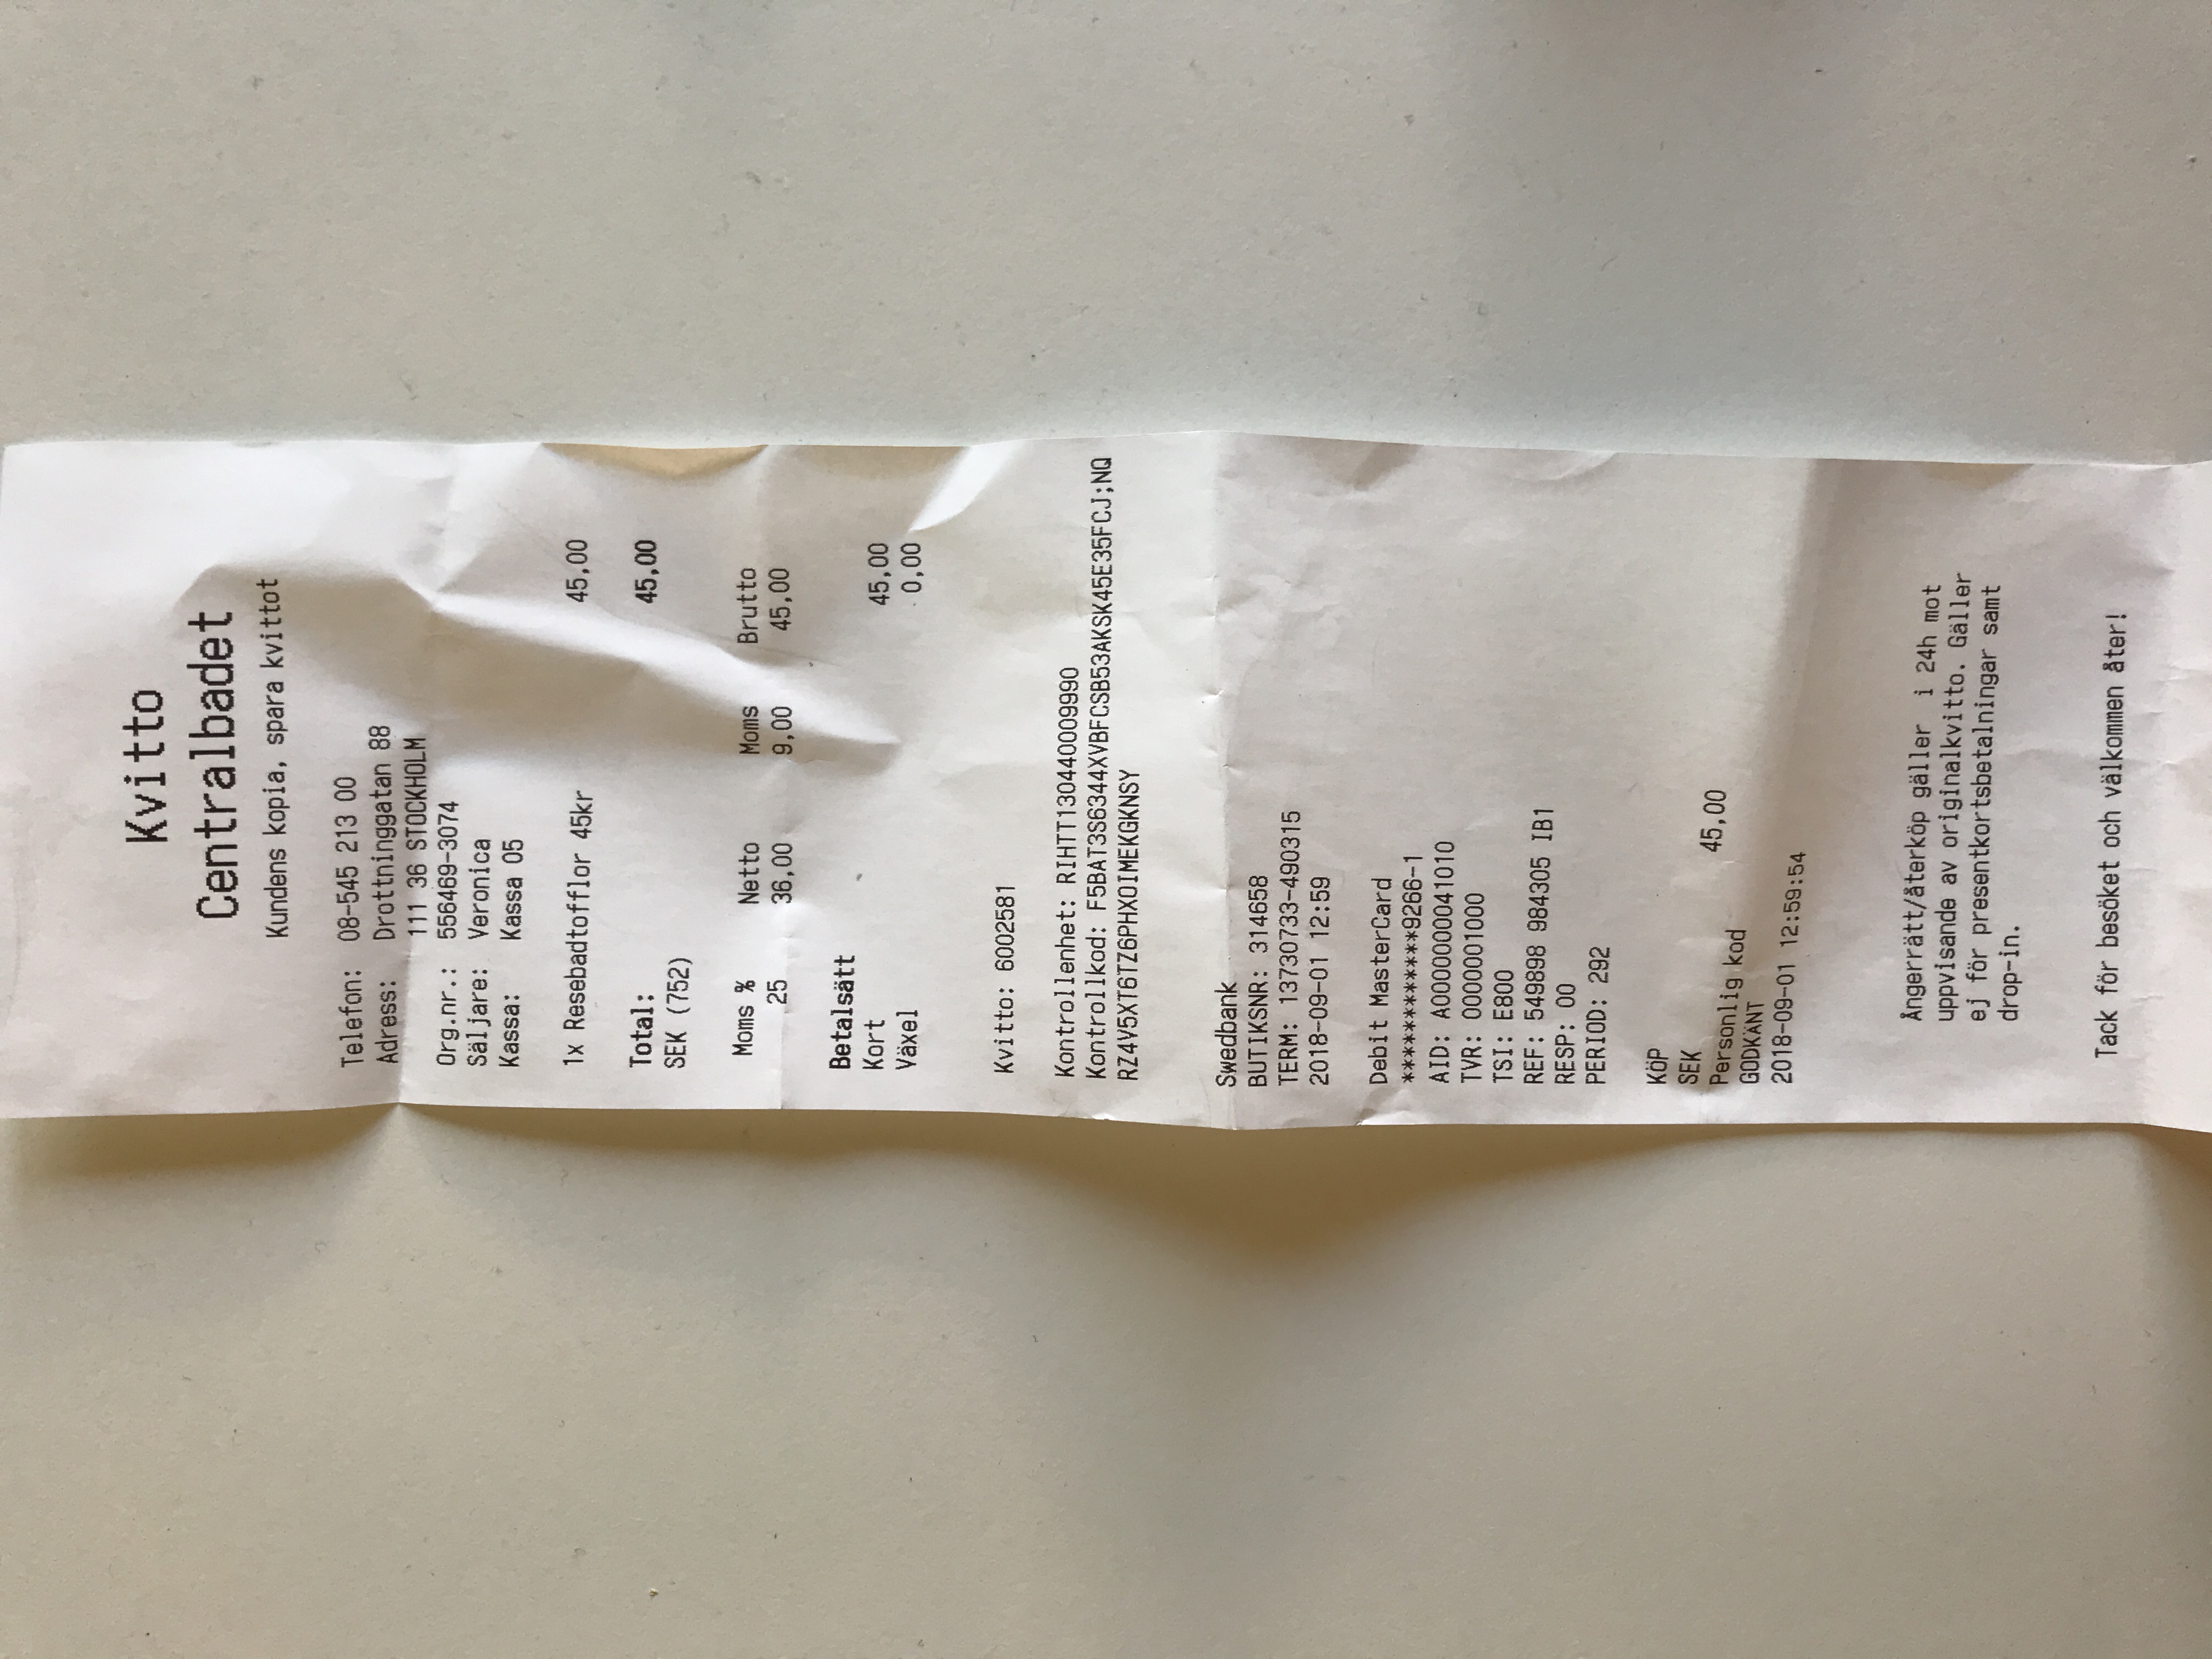 Kvitto
Centralbadet
Kundens kopia, spara kvittot
Telefon: 08-545 213 00
Adress: Drottninggatan 88
111 36 STOCKHOLM
Org.nr.: 556469-3074
Säljare: Veronica
Kassa: Kassa 05
1x Resebadtofflor 45kr 45,00
Total: 45,00
SEK (752)
Moms % Netto Moms Brutto
25 36,00 9,00 45,00
Betalsätt
Kort 45,00
Växel 0,00
Kvitto: 6002581
Kontrollenhet: RIHTT130440009990
Kontrollkod: F5BAT3S6344XVBFCSB53AKSK45E35FCJ;NQ
RZ4V5XT6TZ6PHXOIMEKGKNSY
Swedbank
BUTIKSNR: 314658
TERM: 13730733-490315
2018-09-01 12:59
Debit MasterCard
************9266-1
AID: A0000000041010
TVR: 0000001000
TSI: E800
REF: 549898 984305 IB1
RESP: 00
PERIOD: 292
KÖP
SEK 45,00
Personlig kod
GODKÄNT
2018-09-01 12:59:54
Ångerrätt/återköp gäller i 24h mot
uppvisande av originalkvitto. Gäller
ej för presentkortsbetalningar samt
drop-in.
Tack för besöket och välkommen åter!